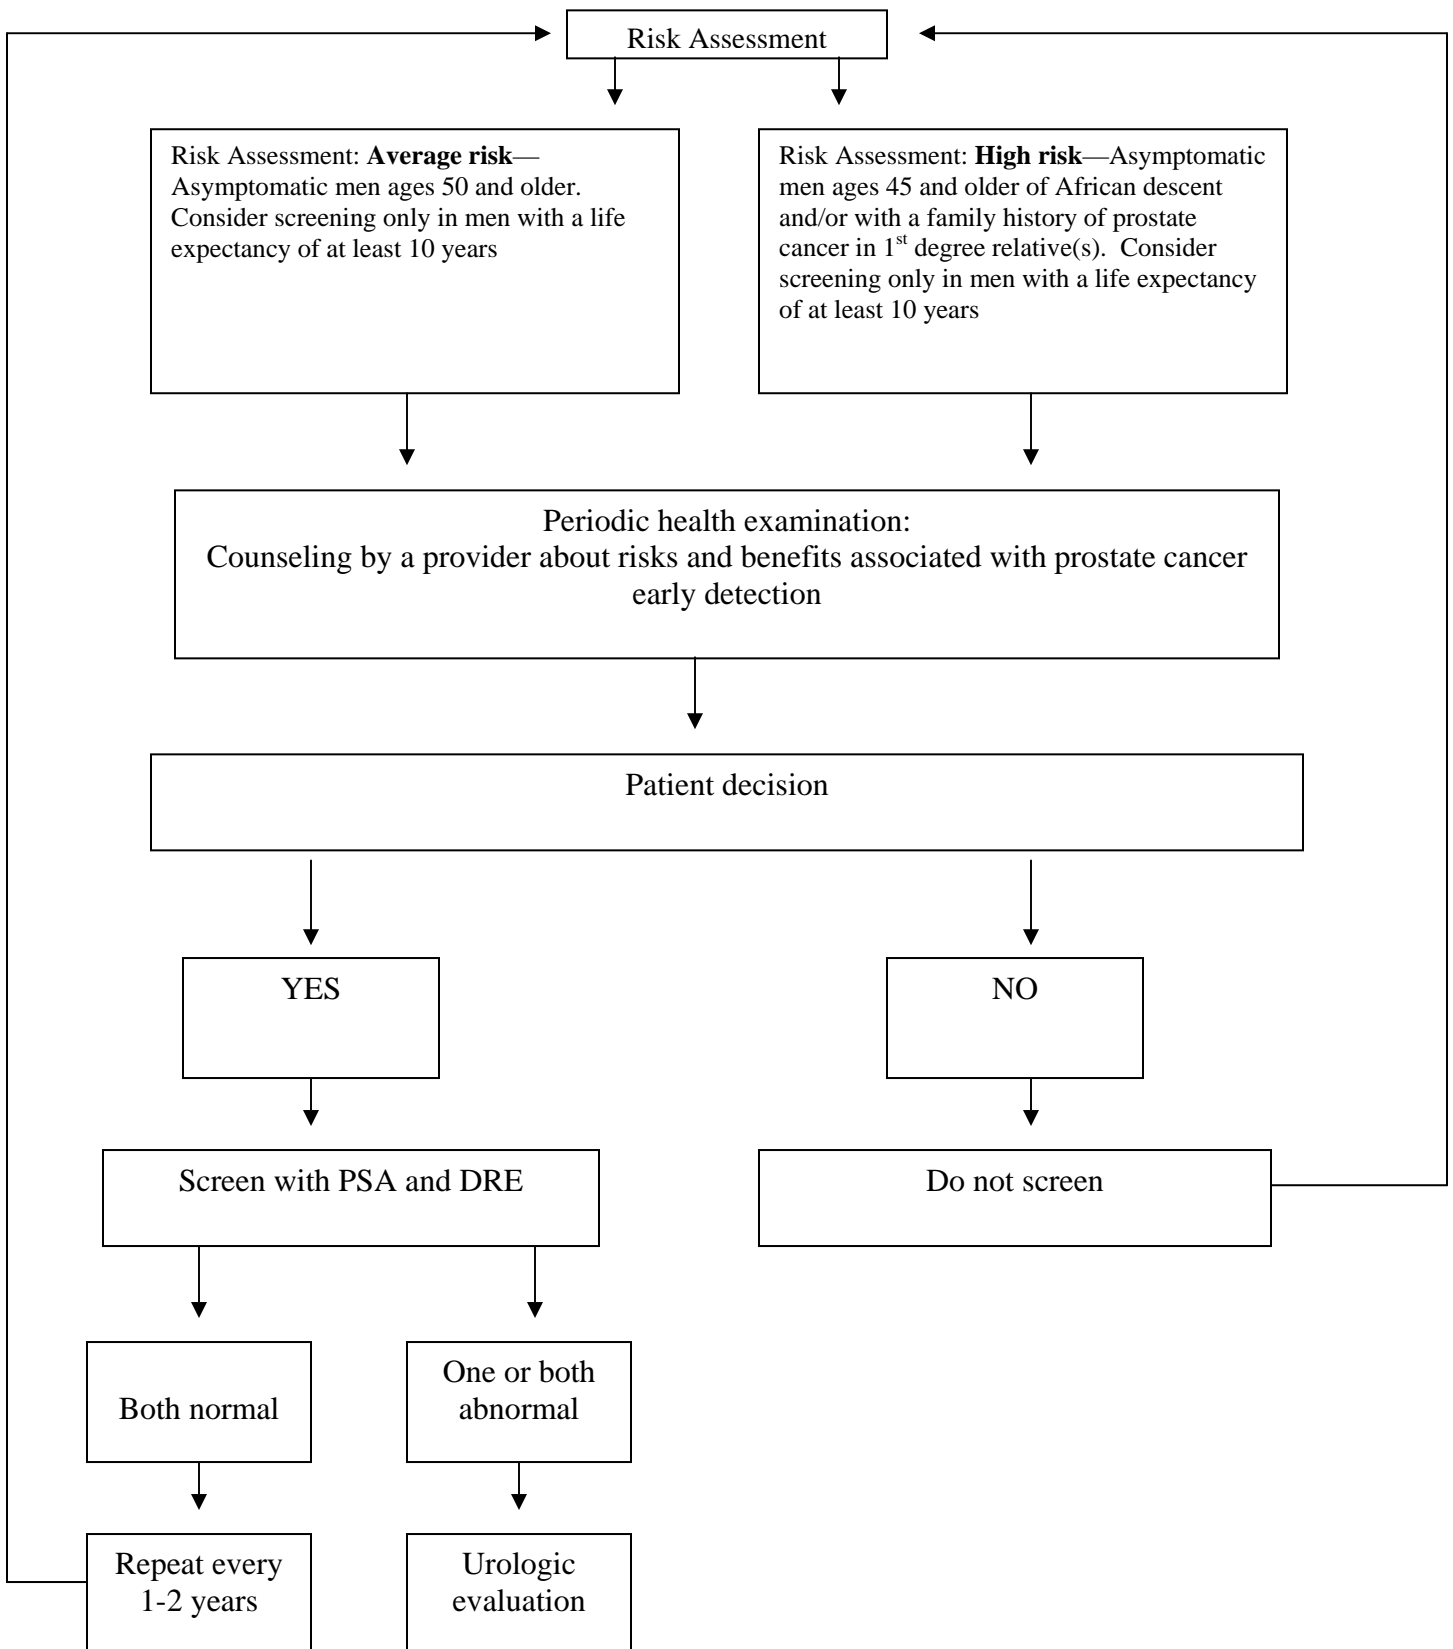 Risk Assessment
Risk Assessment: Average risk—
Asymptomatic men ages 50 and older.
Consider screening only in men with a life
expectancy of at least 10 years
Risk Assessment: High risk—Asymptomatic
men ages 45 and older of African descent
and/or with a family history of prostate
cancer in 1st degree relative(s).  Consider
screening only in men with a life expectancy
of at least 10 years
Periodic health examination:
Counseling by a provider about risks and benefits associated with prostate cancer
early detection
Patient decision
YES
NO
Screen with PSA and DRE
Do not screen
Both normal
One or both
abnormal
Repeat every
1-2 years
Urologic
evaluation